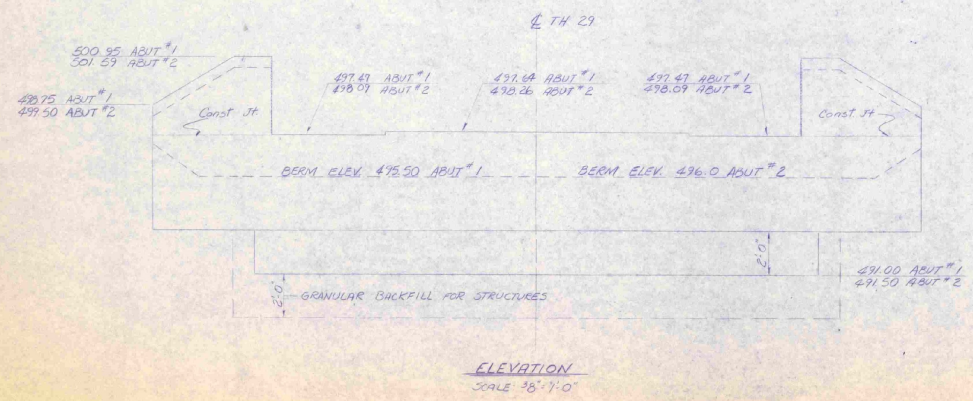 ℄ TH 29
500.95 ABUT #1
501.59 ABUT #2
497.47 ABUT #1
498.09 ABUT #2
497.64 ABUT #1
498.26 ABUT #2
497.47 ABUT #1
498.09 ABUT #2
498.75 ABUT #1
499.50 ABUT #2
Const Jt.
Const Jt
BERM ELEV. 495.50 ABUT #1
BERM ELEV. 496.0 ABUT #2
2'-0"
491.00 ABUT #1
491.50 ABUT #2
2'-0"
GRANULAR BACKFILL FOR STRUCTURES
ELEVATION
SCALE 3/8"=1'-0"